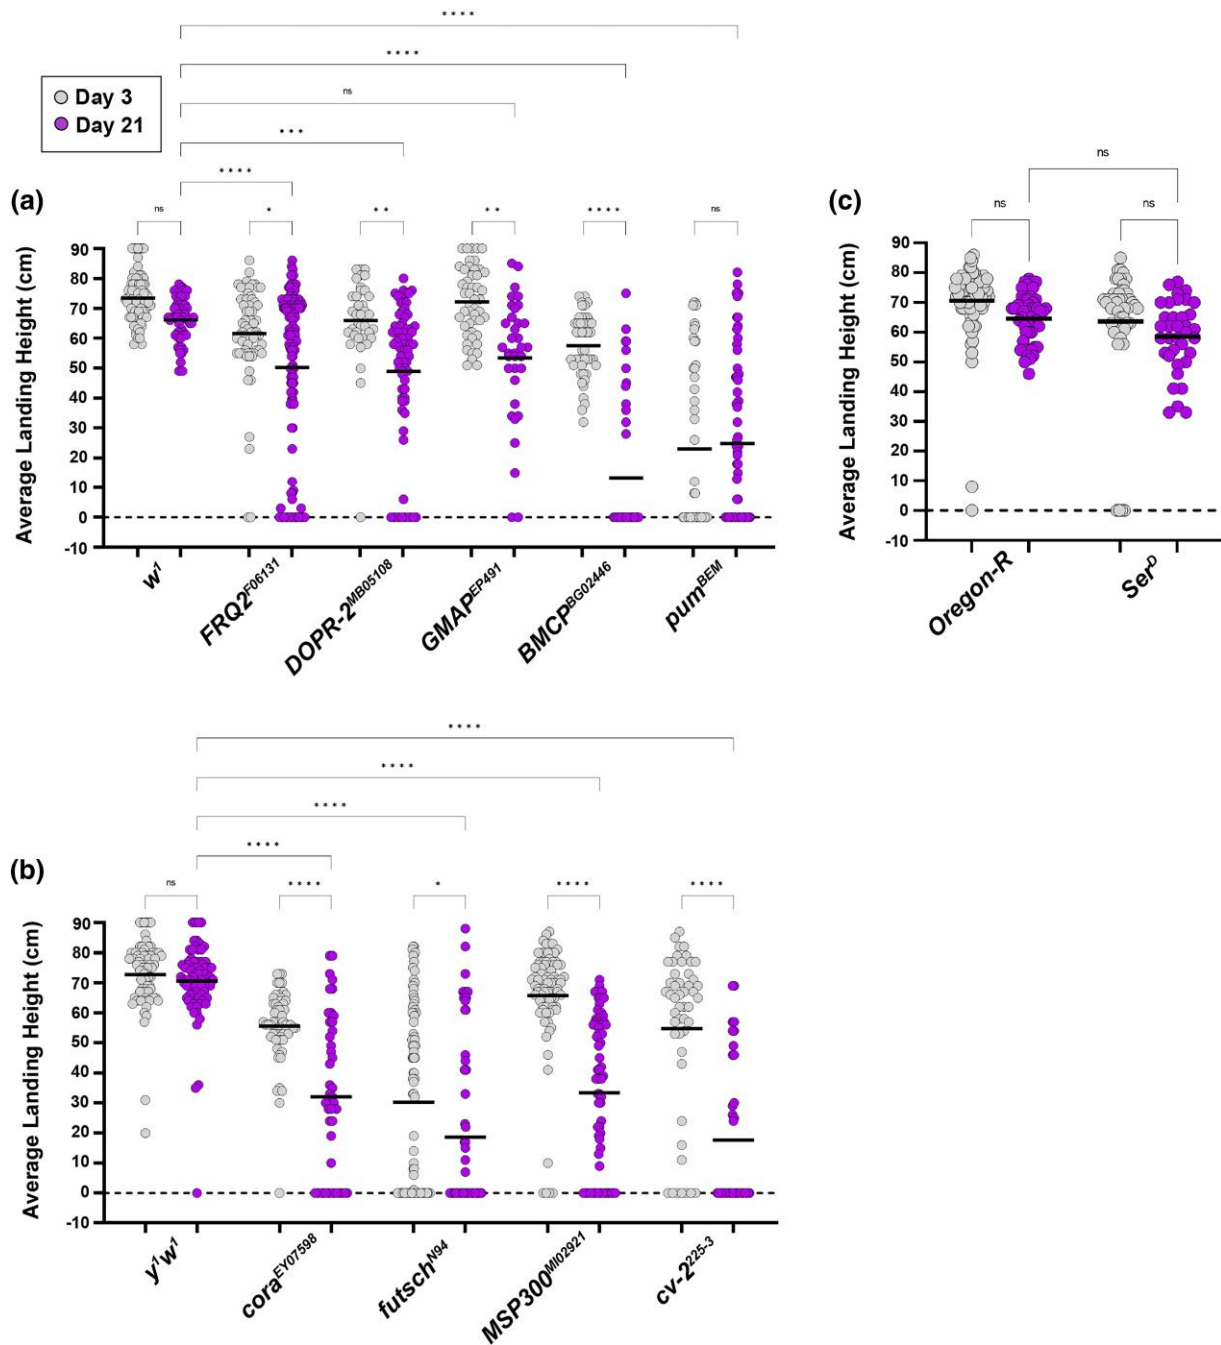 * * * *
* * * *
ns
* * *
* * * *
Day 3
Day 21
(a)
ns
*
* *
* *
* * * *
ns
Average Landing Height (cm)
90
80
70
60
50
40
30
20
10
0
-10
w1
FRQ2F06131
DOPR-2MB05108
GMAPEP491
BMCPBG02446
pumBEM
(c)
ns
ns
ns
Average Landing Height (cm)
90
80
70
60
50
40
30
20
10
0
-10
Oregon-R
SerD
(b)
* * * *
* * * *
* * * *
* * * *
ns
* * * *
*
* * * *
* * * *
Average Landing Height (cm)
90
80
70
60
50
40
30
20
10
0
-10
y1w1
coraEY07598
futschN94
MSP300MI02921
cv-2225-3